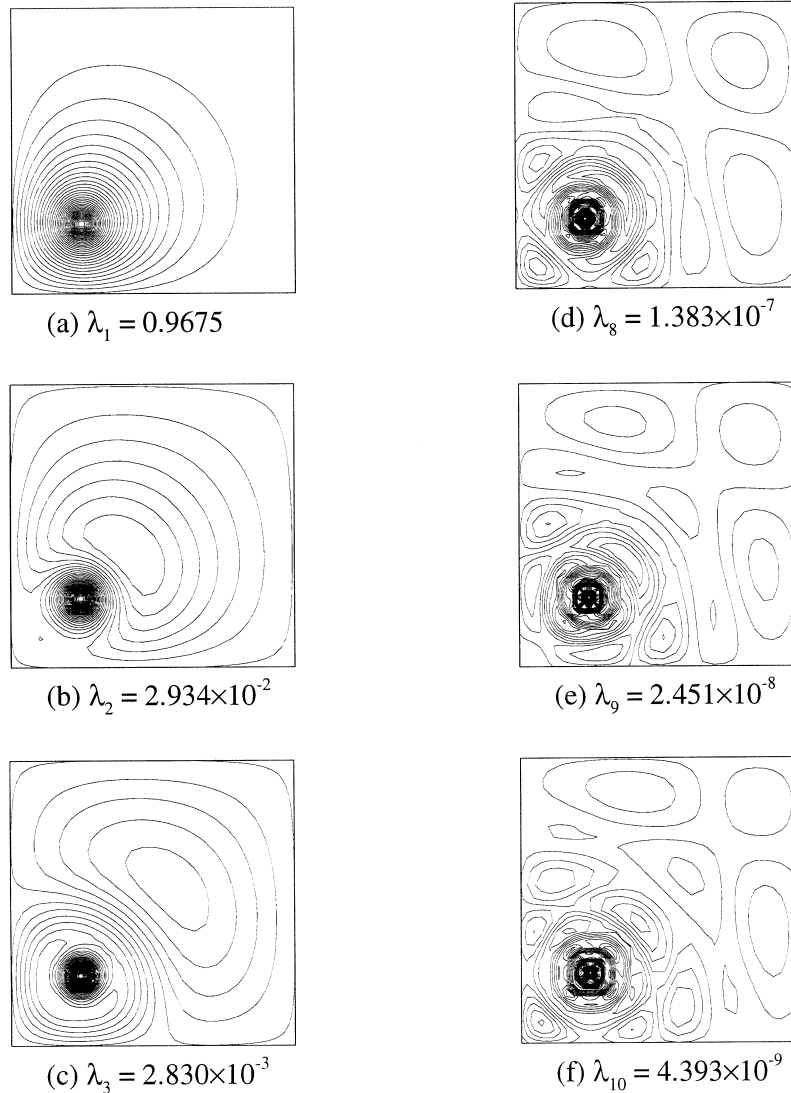 (a) λ₁ = 0.9675
(b) λ₂ = 2.934×10⁻²
(c) λ₃ = 2.830×10⁻³
(d) λ₈ = 1.383×10⁻⁷
(e) λ₉ = 2.451×10⁻⁸
(f) λ₁₀ = 4.393×10⁻⁹